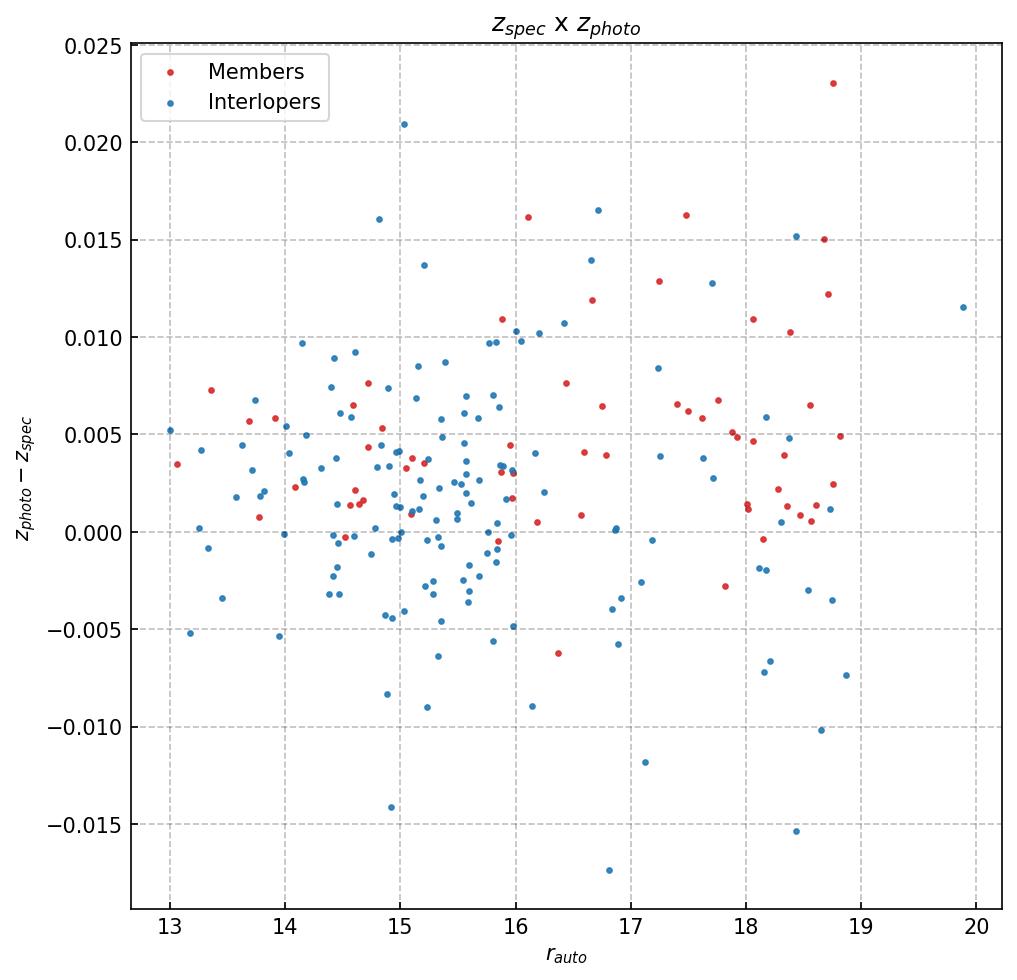 z_spec x z_photo
Members
Interlopers
0.025
0.020
0.015
0.010
0.005
0.000
−0.005
−0.010
−0.015
z_photo − z_spec
13 14 15 16 17 18 19 20
r_auto